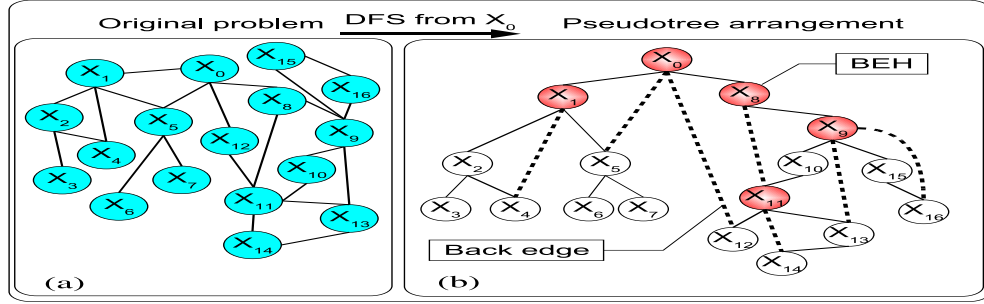 Original problem DFS from X0 Pseudotree arrangement
X15
X1 X0
X16
X8
X2 X5 X9
X12
X4
X10
X3 X7
X11
X6
X13
X14
(a)
X0
BEH
X1 X8
X9
X2 X5 X10
X15
X3 X4 X6 X7 X11 X16
X12 X13
Back edge
X14
(b)